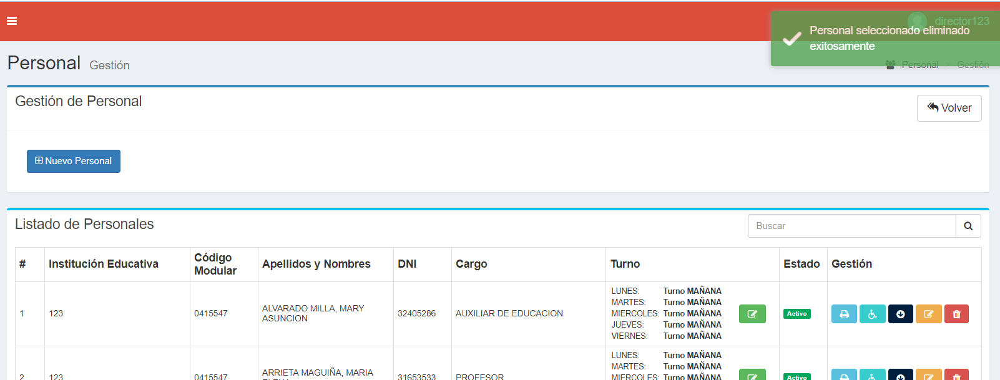 director123
Personal seleccionado eliminado
exitosamente
Personal Gestión
Personal Gestión
Gestión de Personal
Volver
Nuevo Personal
Listado de Personales
Buscar
# Institución Educativa Código Modular Apellidos y Nombres DNI Cargo Turno Estado Gestión
1 123 0415547 ALVARADO MILLA, MARY ASUNCION 32405286 AUXILIAR DE EDUCACION
LUNES: Turno MAÑANA
MARTES: Turno MAÑANA
MIERCOLES: Turno MAÑANA
JUEVES: Turno MAÑANA
VIERNES: Turno MAÑANA
Activo
2 123 0415547 ARRIETA MAGUIÑA, MARIA 31653533 PROFESOR
LUNES: Turno MAÑANA
MARTES: Turno MAÑANA
MIERCOLES: Turno MAÑANA
Activo